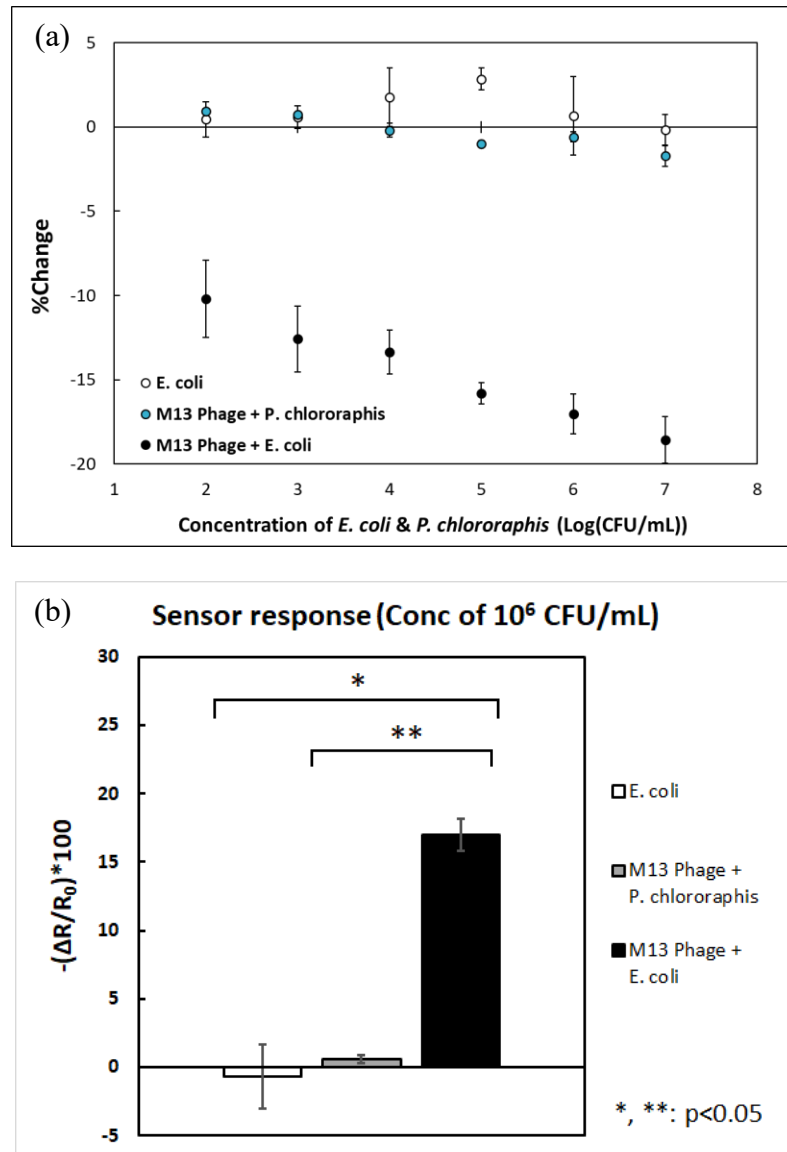 (a)
5
0
-5
-10
-15
-20
%Change
E. coli
M13 Phage + P. chlororaphis
M13 Phage + E. coli
1 2 3 4 5 6 7 8
Concentration of E. coli & P. chlororaphis (Log(CFU/mL))
(b)
Sensor response (Conc of 10⁶ CFU/mL)
30
25
20
15
10
5
0
-5
-(ΔR/R₀)*100
*
**
E. coli
M13 Phage +
P. chlororaphis
M13 Phage +
E. coli
*, **: p<0.05